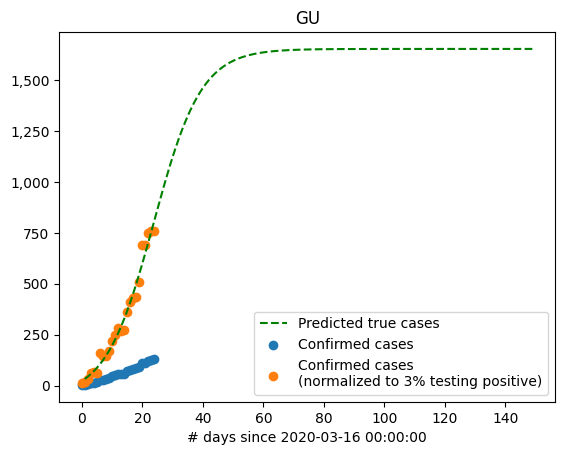 GU
1,500
1,250
1,000
750
500
250
0
Predicted true cases
Confirmed cases
Confirmed cases
(normalized to 3% testing positive)
0 20 40 60 80 100 120 140
# days since 2020-03-16 00:00:00